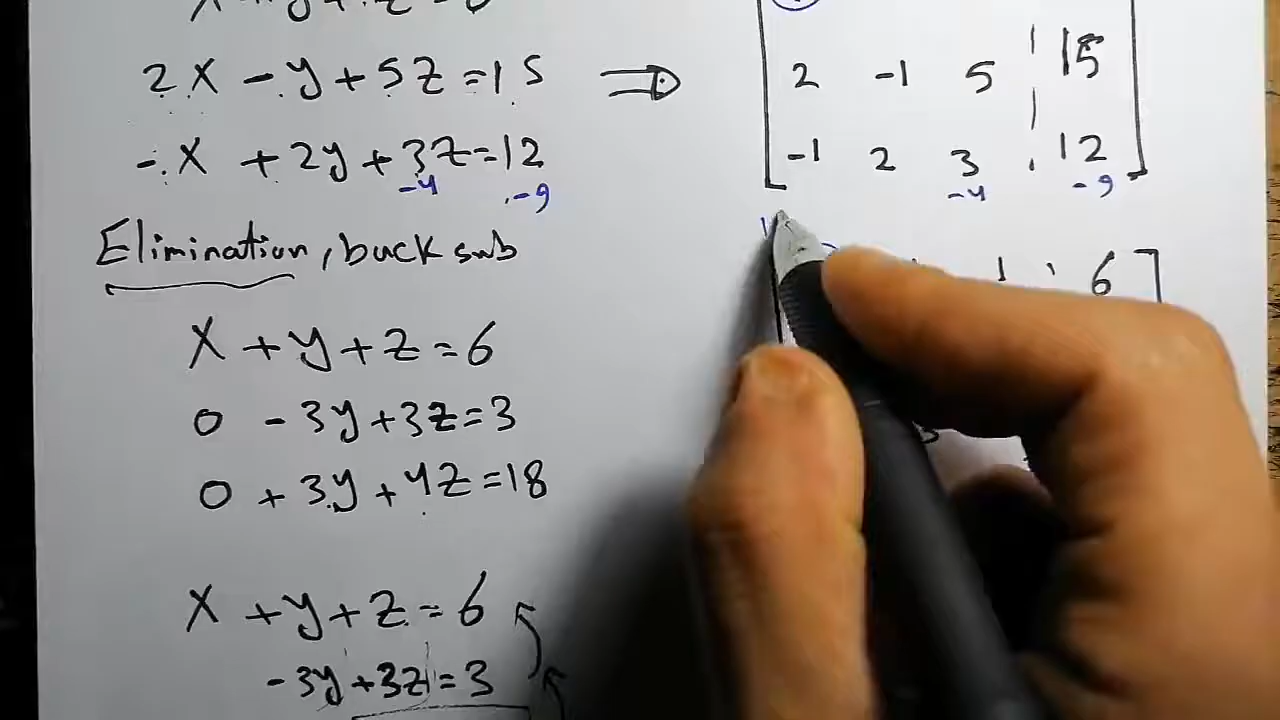 2X - y + 5Z = 15
-X + 2y + 3Z = 12
-4 -9
Elimination, buck sub
X + y + Z = 6
0 - 3y + 3Z = 3
0 + 3y + 4Z = 18
X + y + Z = 6
-3y + 3Z = 3
2 -1 5 15
-1 2 3 12
-4 -9
1 6